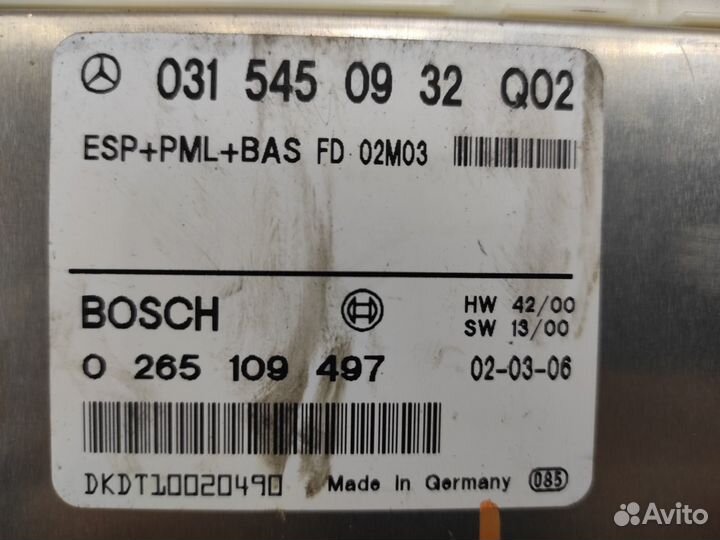 031 545 09 32 Q02
ESP+PML+BAS FD 02M03
BOSCH
HW 42/00
SW 13/00
0 265 109 497 02-03-06
DKDT10020490 Made In Germany 085
Avito